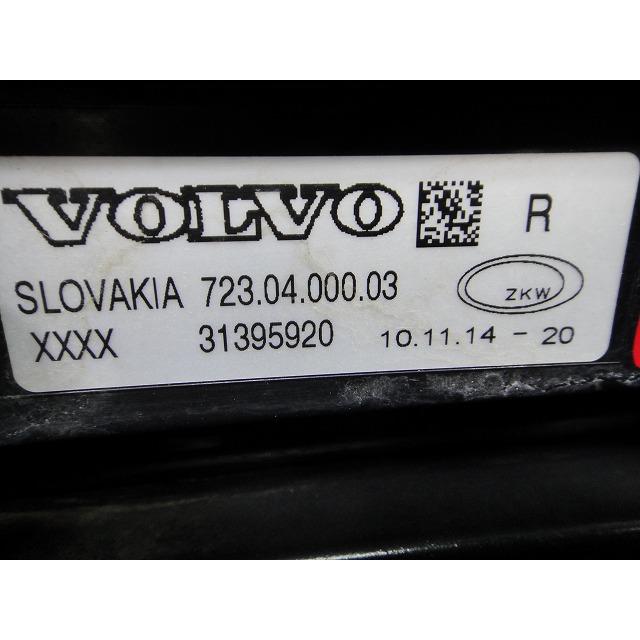 VOLVO R
SLOVAKIA 723.04.000.03 ZKW
XXXX 31395920 10.11.14 - 20